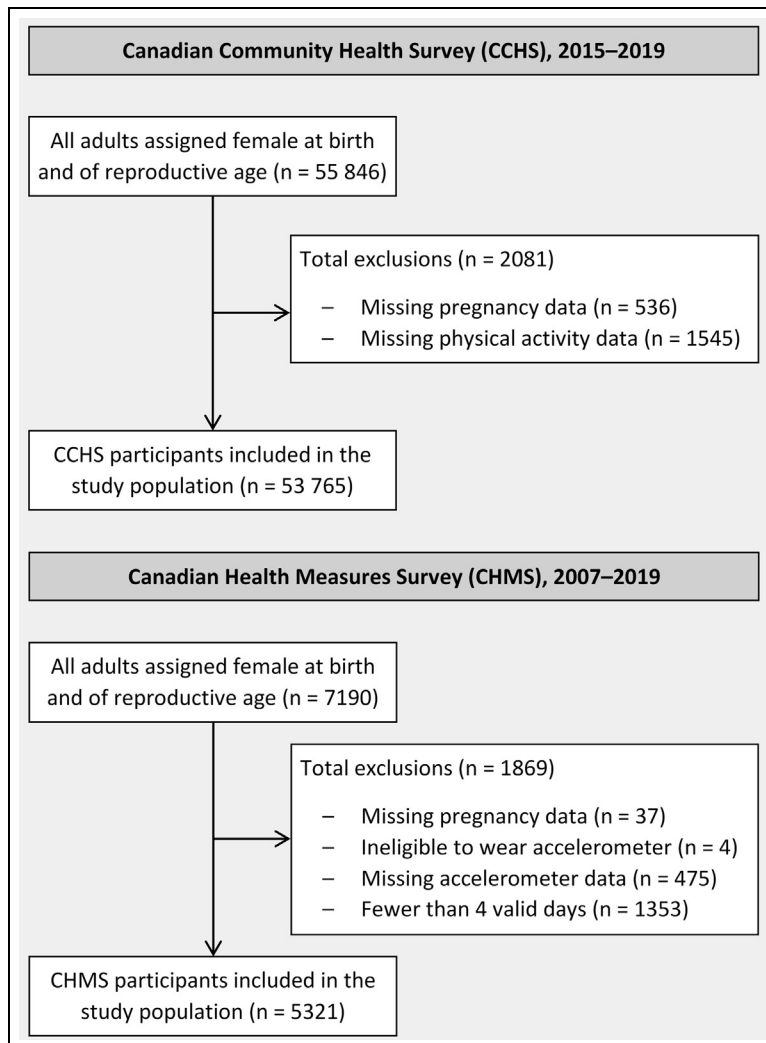 Canadian Community Health Survey (CCHS), 2015–2019
All adults assigned female at birth
and of reproductive age (n = 55 846)
Total exclusions (n = 2081)
– Missing pregnancy data (n = 536)
– Missing physical activity data (n = 1545)
CCHS participants included in the
study population (n = 53 765)
Canadian Health Measures Survey (CHMS), 2007–2019
All adults assigned female at birth
and of reproductive age (n = 7190)
Total exclusions (n = 1869)
– Missing pregnancy data (n = 37)
– Ineligible to wear accelerometer (n = 4)
– Missing accelerometer data (n = 475)
– Fewer than 4 valid days (n = 1353)
CHMS participants included in the
study population (n = 5321)